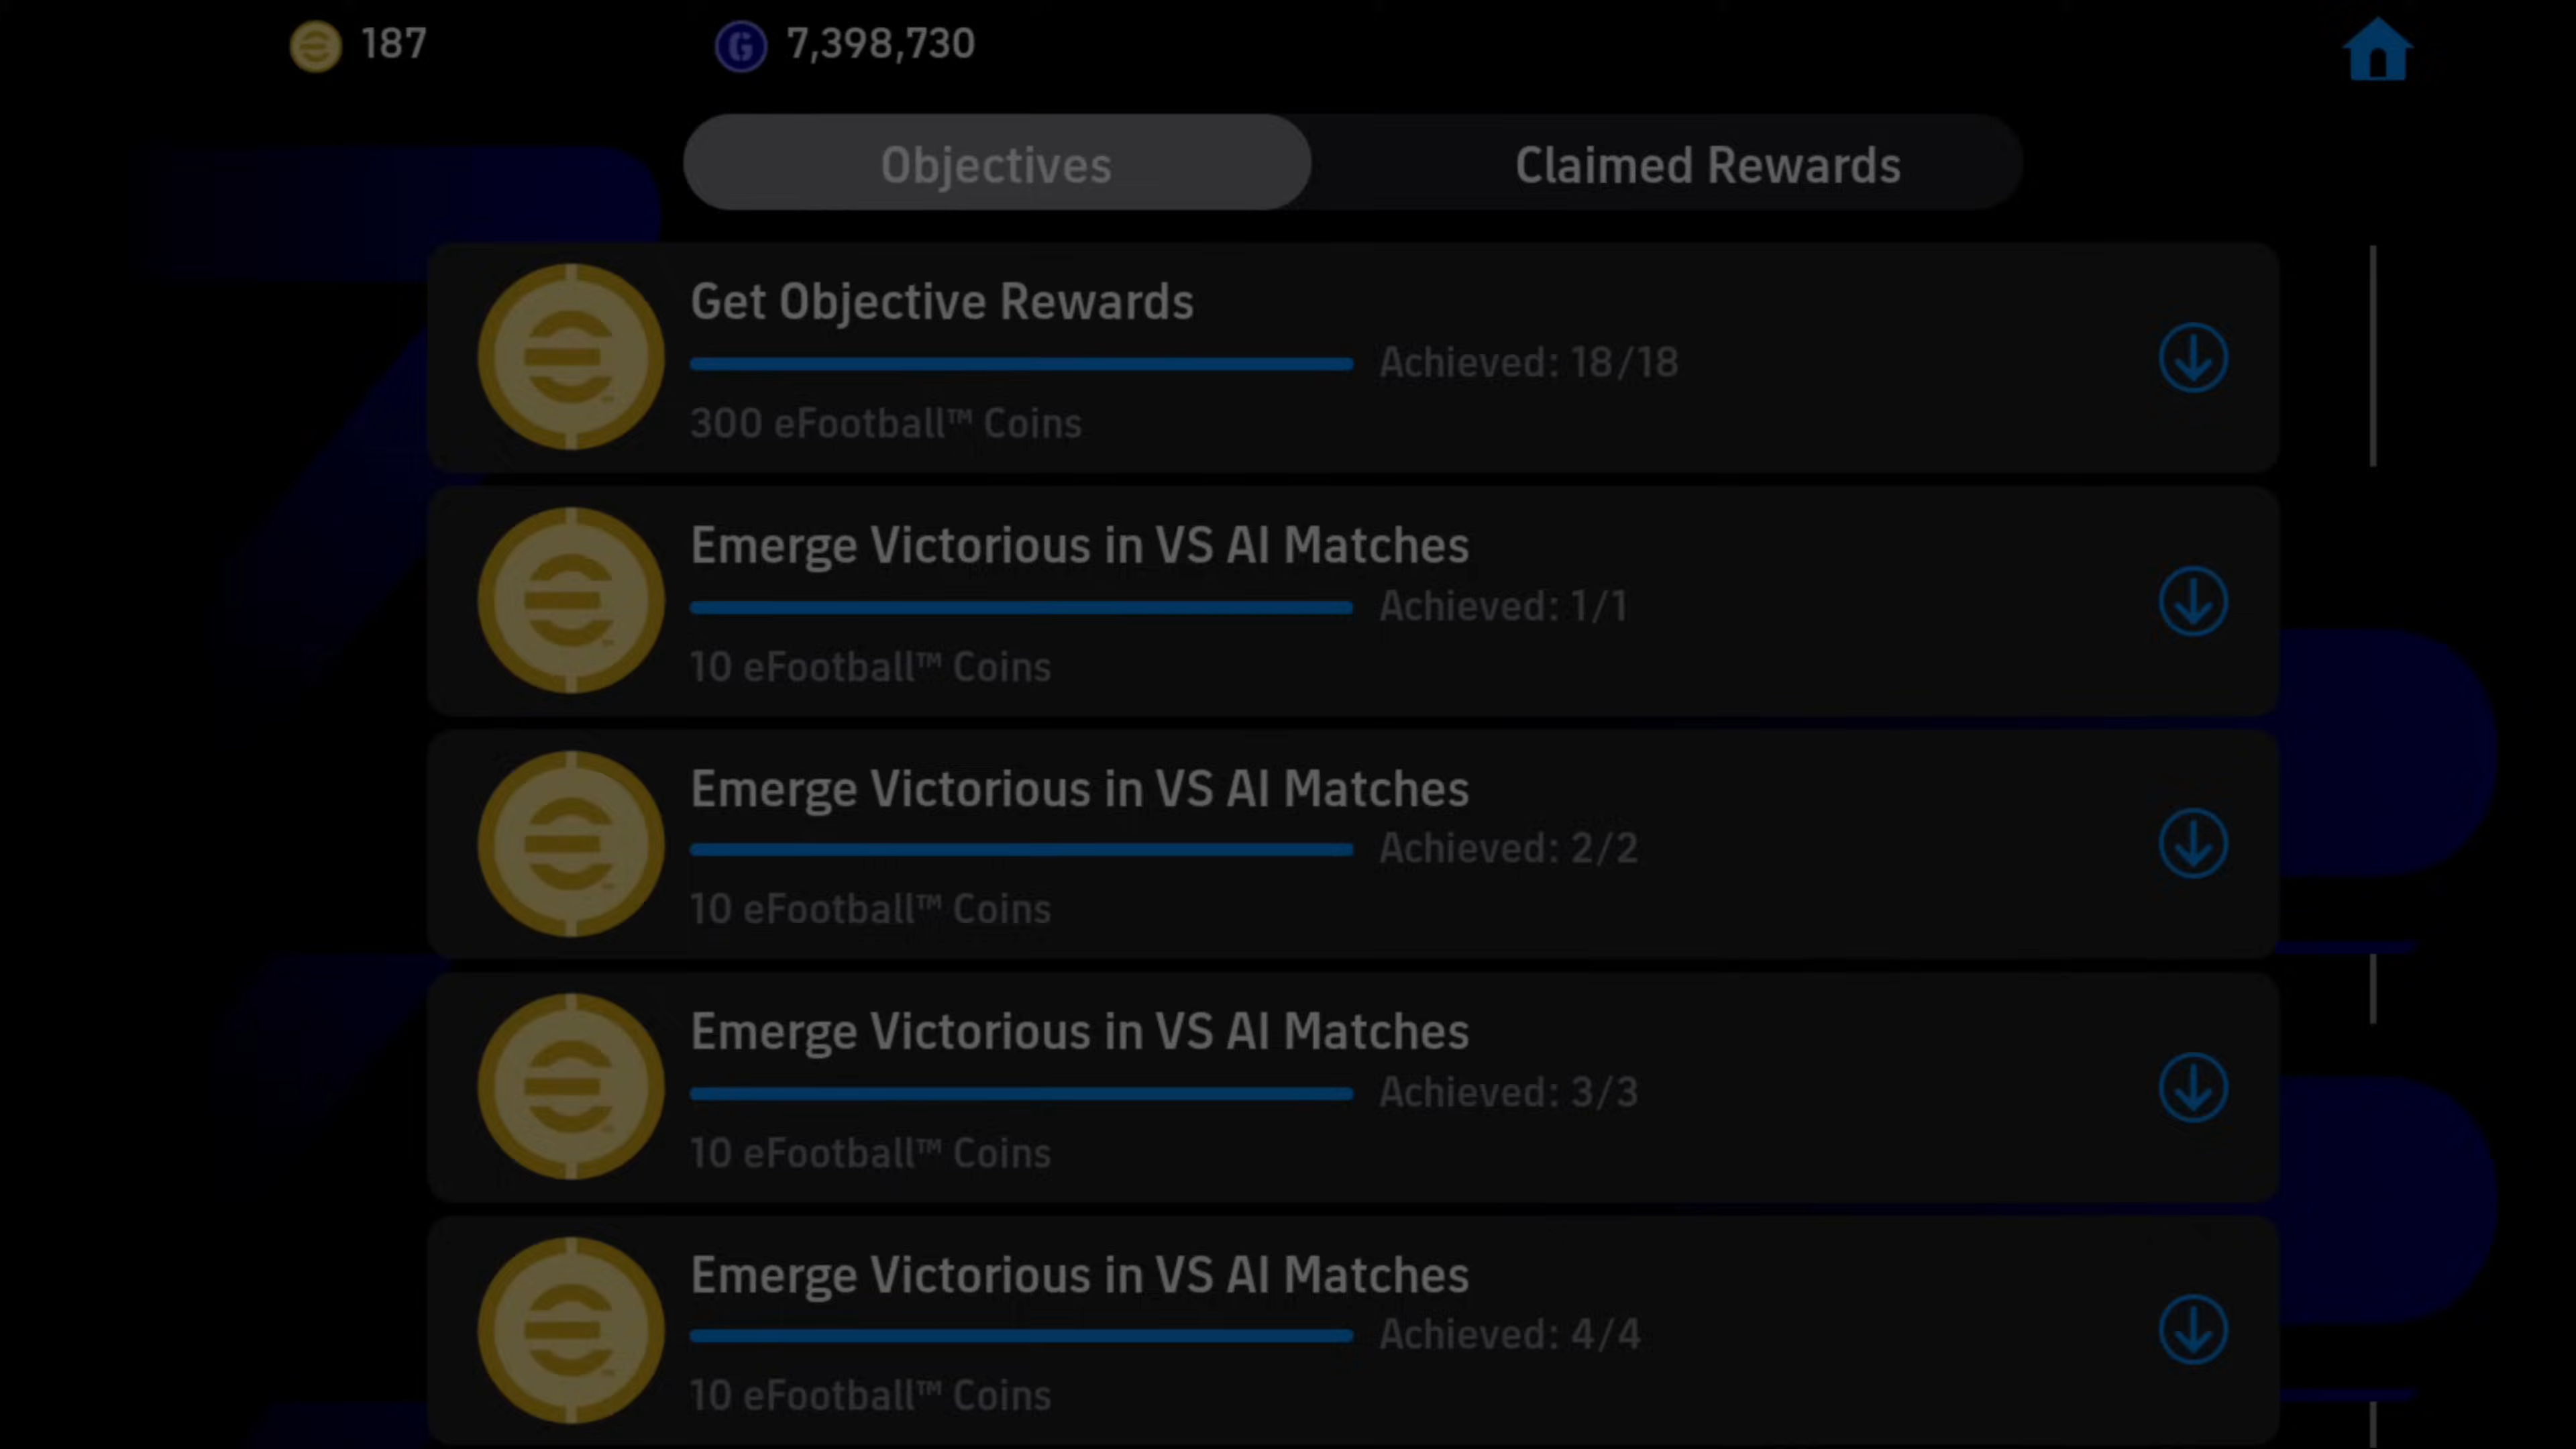 187
7,398,730
Objectives
Claimed Rewards
Get Objective Rewards
Achieved: 18/18
300 eFootball™ Coins
Emerge Victorious in VS AI Matches
Achieved: 1/1
10 eFootball™ Coins
Emerge Victorious in VS AI Matches
Achieved: 2/2
10 eFootball™ Coins
Emerge Victorious in VS AI Matches
Achieved: 3/3
10 eFootball™ Coins
Emerge Victorious in VS AI Matches
Achieved: 4/4
10 eFootball™ Coins